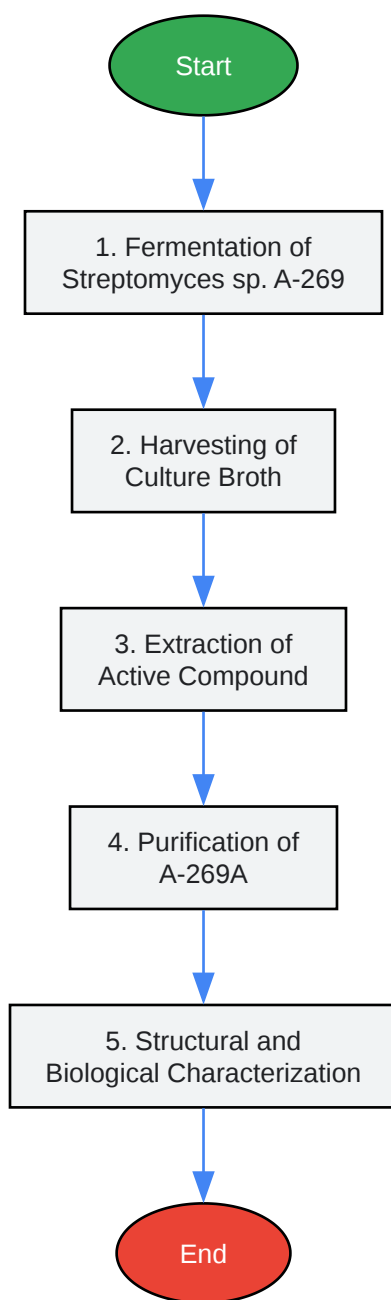 Start
1. Fermentation of
Streptomyces sp. A-269
2. Harvesting of
Culture Broth
3. Extraction of
Active Compound
4. Purification of
A-269A
5. Structural and
Biological Characterization
End